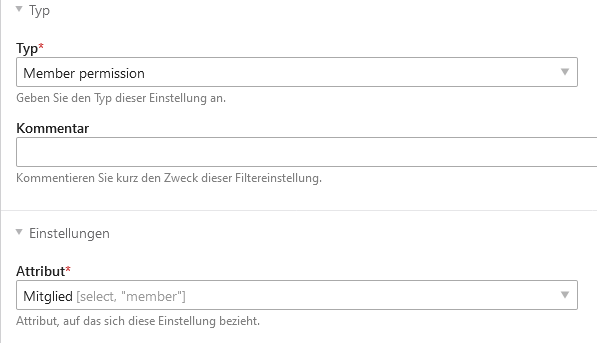 Typ
Typ*
Member permission
Geben Sie den Typ dieser Einstellung an.
Kommentar
Kommentieren Sie kurz den Zweck dieser Filtereinstellung.
Einstellungen
Attribut*
Mitglied [select, "member"]
Attribut, auf das sich diese Einstellung bezieht.